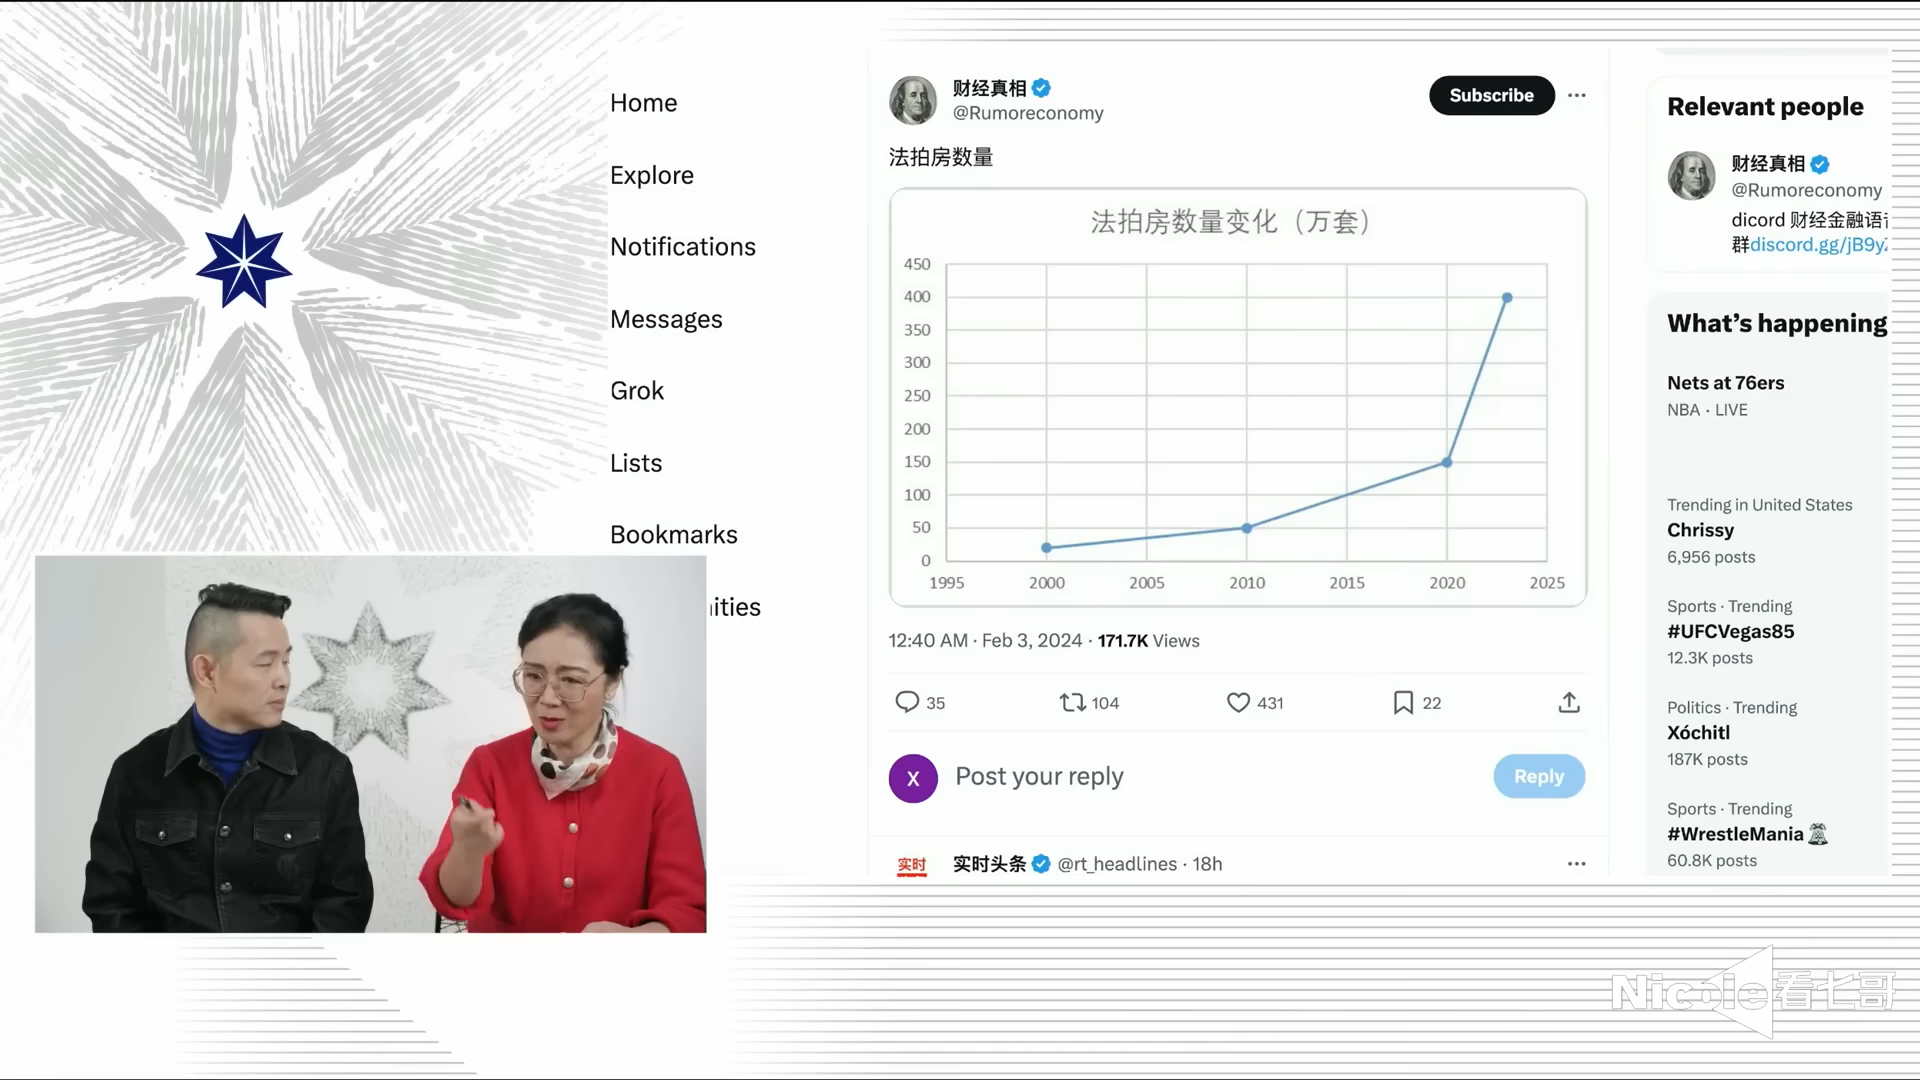 Home
Explore
Notifications
Messages
Grok
Lists
Bookmarks
nities
财经真相
@Rumoreconomy
Subscribe
法拍房数量
法拍房数量变化（万套）
450
400
350
300
250
200
150
100
50
0
1995 2000 2005 2010 2015 2020 2025
12:40 AM · Feb 3, 2024 · 171.7K Views
35 104 431 22
X Post your reply Reply
实时 实时头条 @rt_headlines · 18h
Relevant people
财经真相
@Rumoreconomy
dicord 财经金融语
群discord.gg/jB9y
What's happening
Nets at 76ers
NBA · LIVE
Trending in United States
Chrissy
6,956 posts
Sports · Trending
#UFCVegas85
12.3K posts
Politics · Trending
Xóchitl
187K posts
Sports · Trending
#WrestleMania
60.8K posts
Nicole看七哥